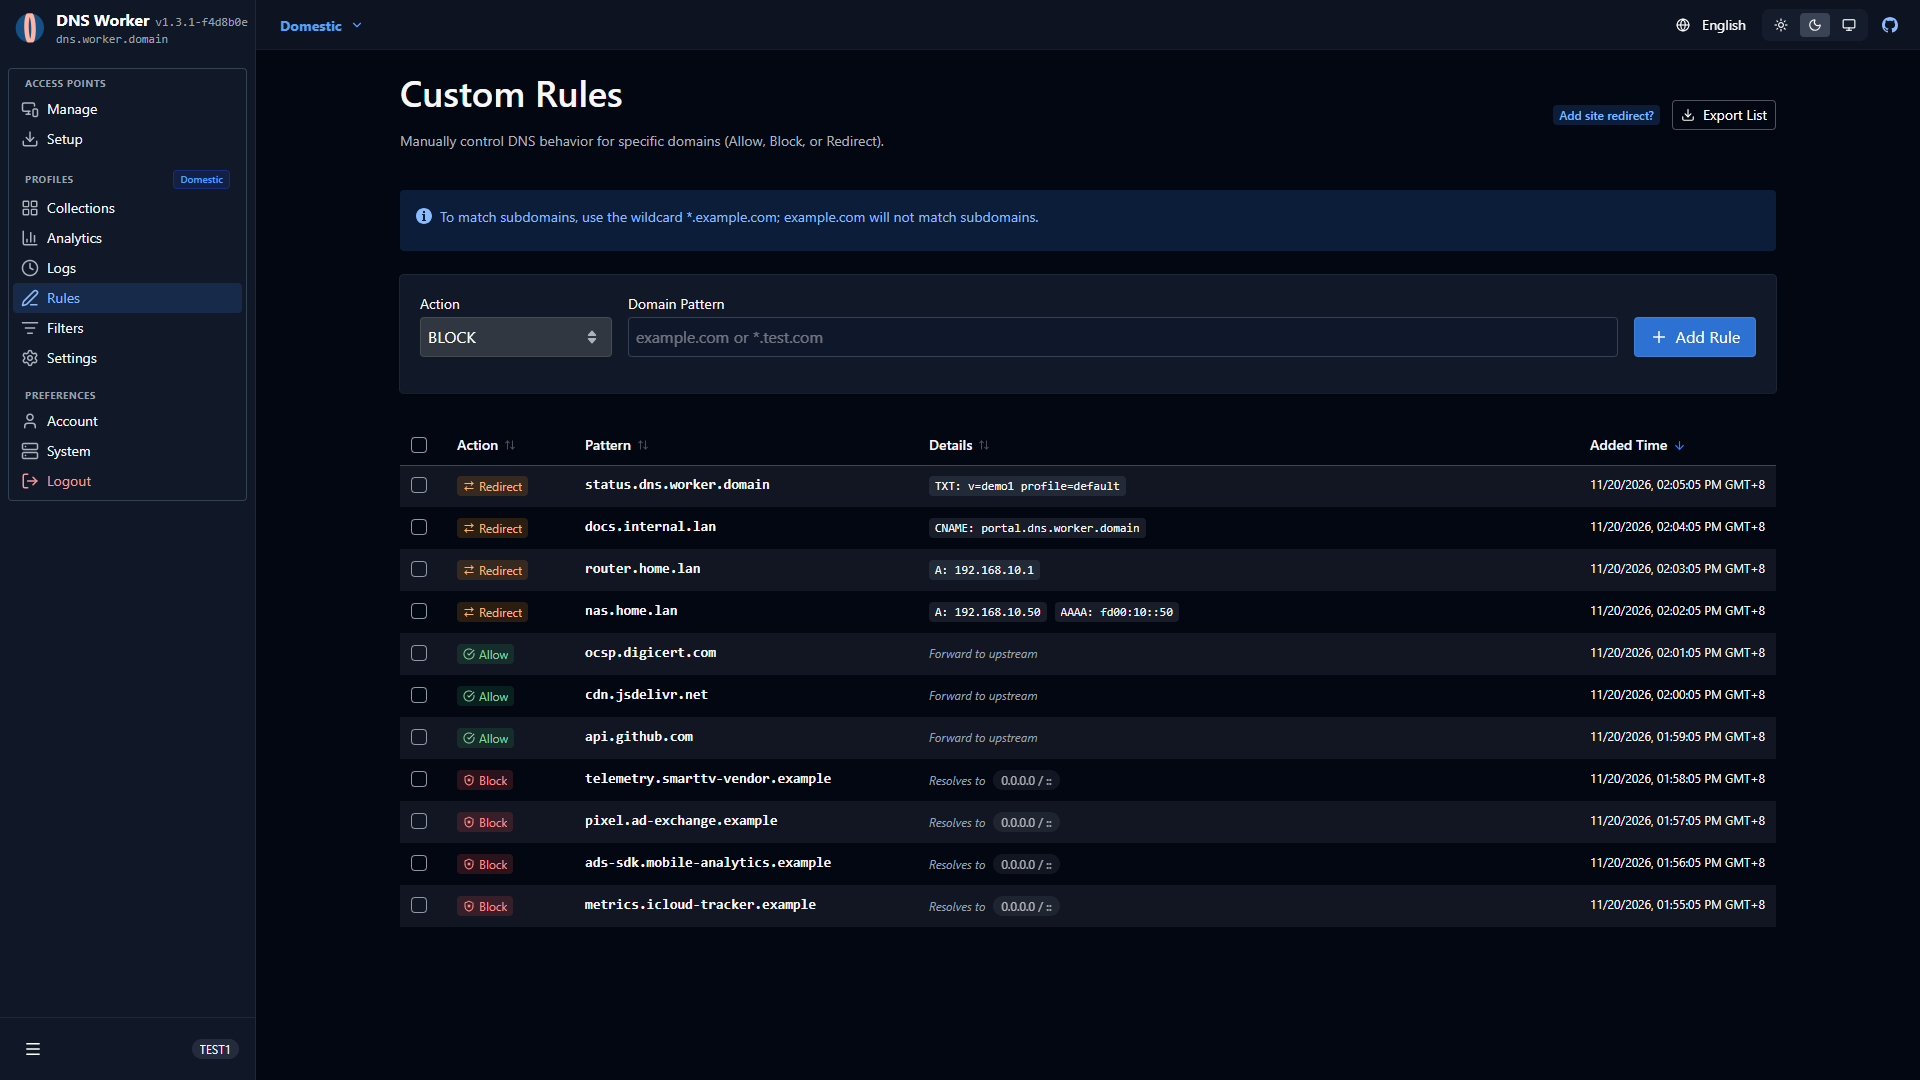 DNS Worker v1.3.1-f4d8b0e
dns.worker.domain
ACCESS POINTS
Manage
Setup
PROFILES Domestic
Collections
Analytics
Logs
Rules
Filters
Settings
PREFERENCES
Account
System
Logout
TEST1
Domestic English
Custom Rules
Manually control DNS behavior for specific domains (Allow, Block, or Redirect).
Add site redirect? Export List
To match subdomains, use the wildcard *.example.com; example.com will not match subdomains.
Action Domain Pattern
BLOCK example.com or *.test.com Add Rule
Action Pattern Details Added Time
Redirect status.dns.worker.domain TXT: v=demo1 profile=default 11/20/2026, 02:05:05 PM GMT+8
Redirect docs.internal.lan CNAME: portal.dns.worker.domain 11/20/2026, 02:04:05 PM GMT+8
Redirect router.home.lan A: 192.168.10.1 11/20/2026, 02:03:05 PM GMT+8
Redirect nas.home.lan A: 192.168.10.50 AAAA: fd00:10::50 11/20/2026, 02:02:05 PM GMT+8
Allow ocsp.digicert.com Forward to upstream 11/20/2026, 02:01:05 PM GMT+8
Allow cdn.jsdelivr.net Forward to upstream 11/20/2026, 02:00:05 PM GMT+8
Allow api.github.com Forward to upstream 11/20/2026, 01:59:05 PM GMT+8
Block telemetry.smarttv-vendor.example Resolves to 0.0.0.0 / :: 11/20/2026, 01:58:05 PM GMT+8
Block pixel.ad-exchange.example Resolves to 0.0.0.0 / :: 11/20/2026, 01:57:05 PM GMT+8
Block ads-sdk.mobile-analytics.example Resolves to 0.0.0.0 / :: 11/20/2026, 01:56:05 PM GMT+8
Block metrics.icloud-tracker.example Resolves to 0.0.0.0 / :: 11/20/2026, 01:55:05 PM GMT+8